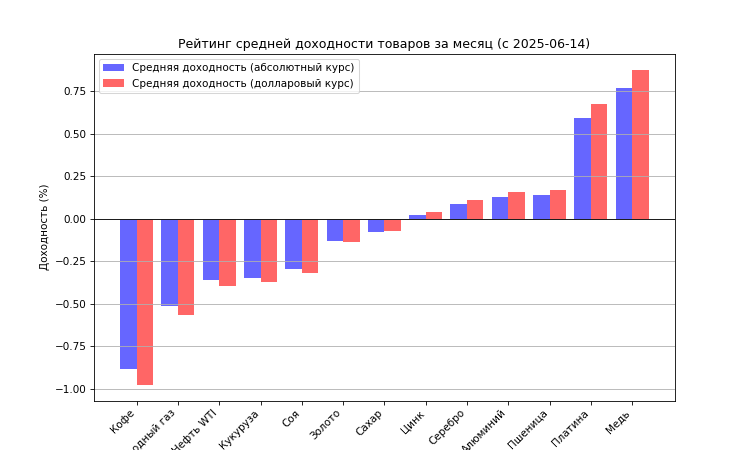 Рейтинг средней доходности товаров за месяц (с 2025-06-14)
Средняя доходность (абсолютный курс)
Средняя доходность (долларовый курс)
Доходность (%)
0.75
0.50
0.25
0.00
−0.25
−0.50
−0.75
−1.00
Кофе
одный газ
Нефть WTI
Кукуруза
Соя
Золото
Сахар
Цинк
Серебро
Алюминий
Пшеница
Платина
Медь